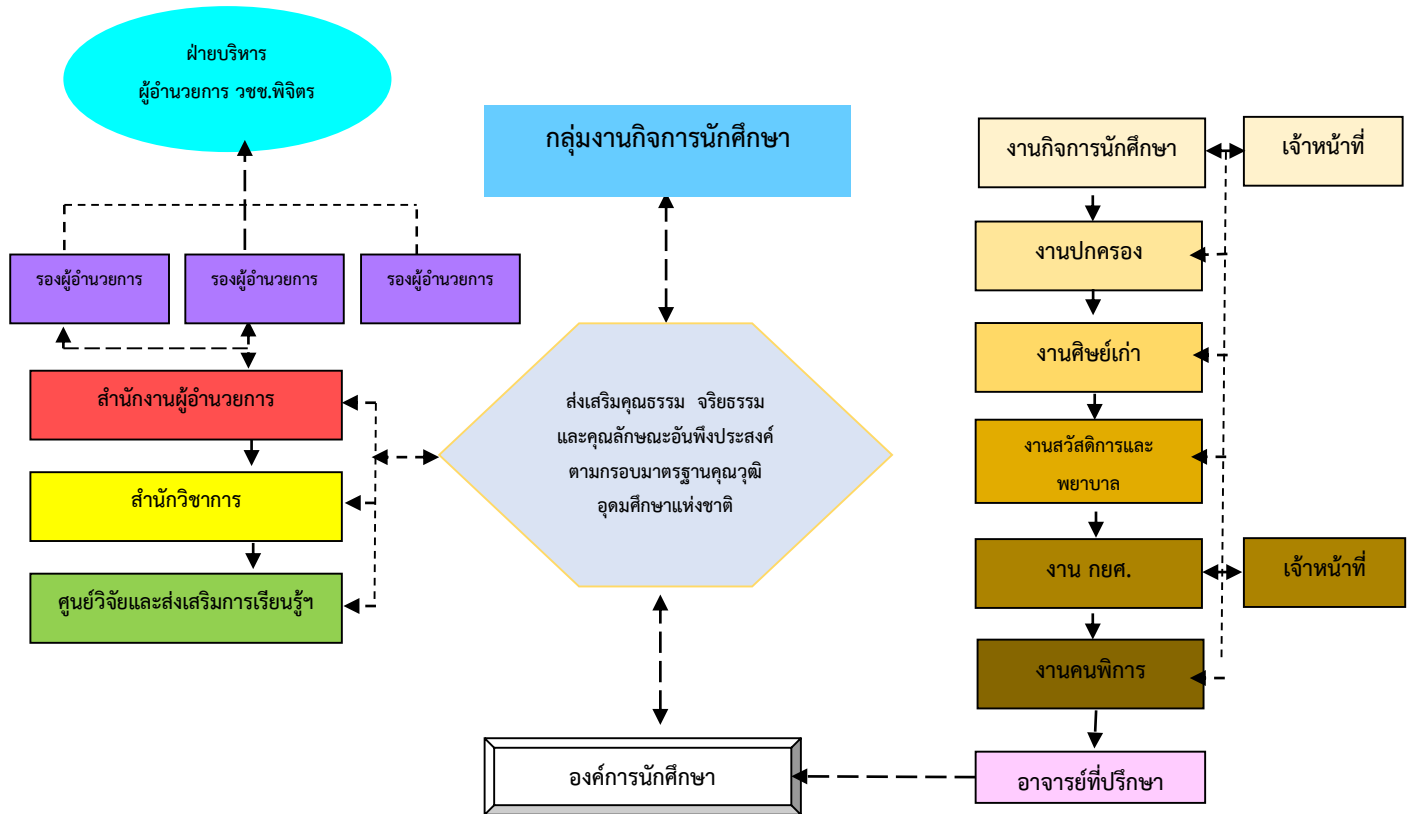 ฝ่ายบริหาร
ผู้อำนวยการ วชช.พิจิตร
รองผู้อำนวยการ
รองผู้อำนวยการ
รองผู้อำนวยการ
สำนักงานผู้อำนวยการ
สำนักวิชาการ
ศูนย์วิจัยและส่งเสริมการเรียนรู้ฯ
กลุ่มงานกิจการนักศึกษา
ส่งเสริมคุณธรรม จริยธรรม
และคุณลักษณะอันพึงประสงค์
ตามกรอบมาตรฐานคุณวุฒิ
อุดมศึกษาแห่งชาติ
องค์การนักศึกษา
งานกิจการนักศึกษา
เจ้าหน้าที่
งานปกครอง
งานศิษย์เก่า
งานสวัสดิการและ
พยาบาล
งาน กยศ.
เจ้าหน้าที่
งานคนพิการ
อาจารย์ที่ปรึกษา